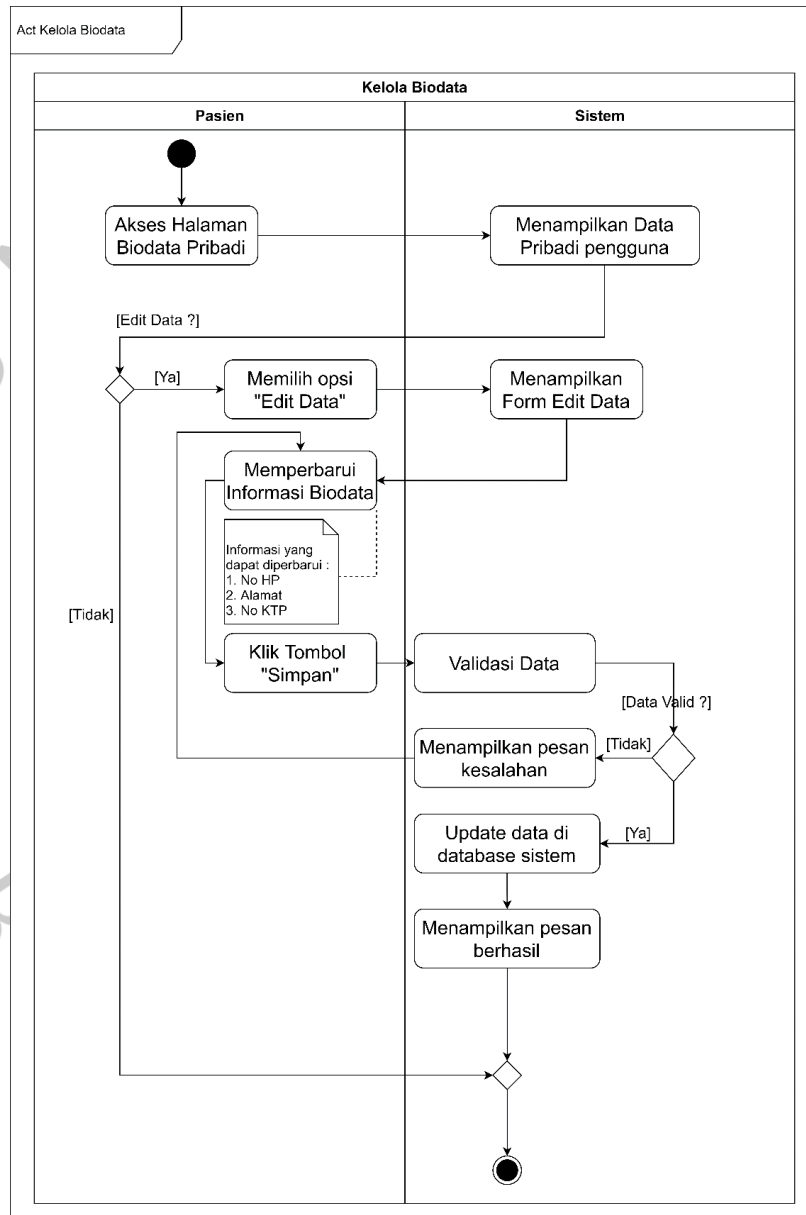 Act Kelola Biodata
Kelola Biodata
Pasien
Sistem
Akses Halaman
Biodata Pribadi
Menampilkan Data
Pribadi pengguna
[Edit Data ?]
[Ya]
Memilih opsi
"Edit Data"
Menampilkan
Form Edit Data
Memperbarui
Informasi Biodata
Informasi yang
dapat diperbarui :
1. No HP
2. Alamat
3. No KTP
[Tidak]
Klik Tombol
"Simpan"
Validasi Data
[Data Valid ?]
[Tidak]
Menampilkan pesan
kesalahan
[Ya]
Update data di
database sistem
Menampilkan pesan
berhasil